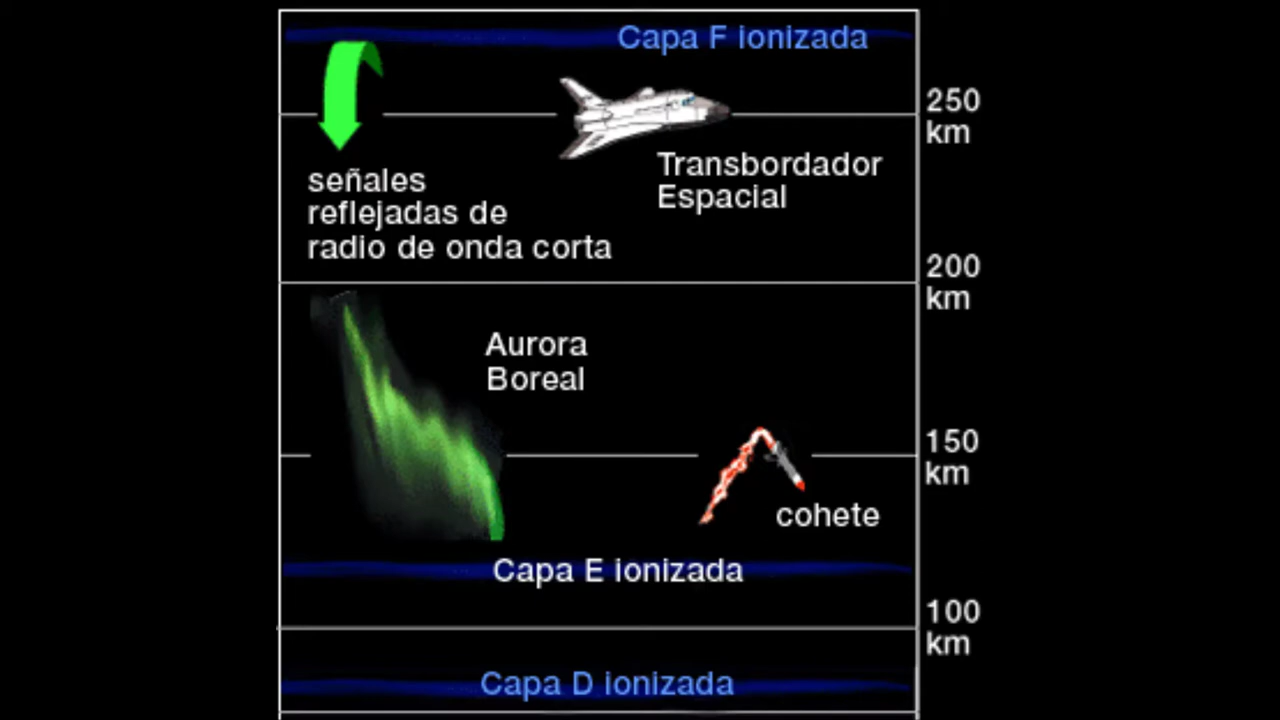 Capa F ionizada
250
km
Transbordador
Espacial
señales
reflejadas de
radio de onda corta
200
km
Aurora
Boreal
150
km
cohete
Capa E ionizada
100
km
Capa D ionizada